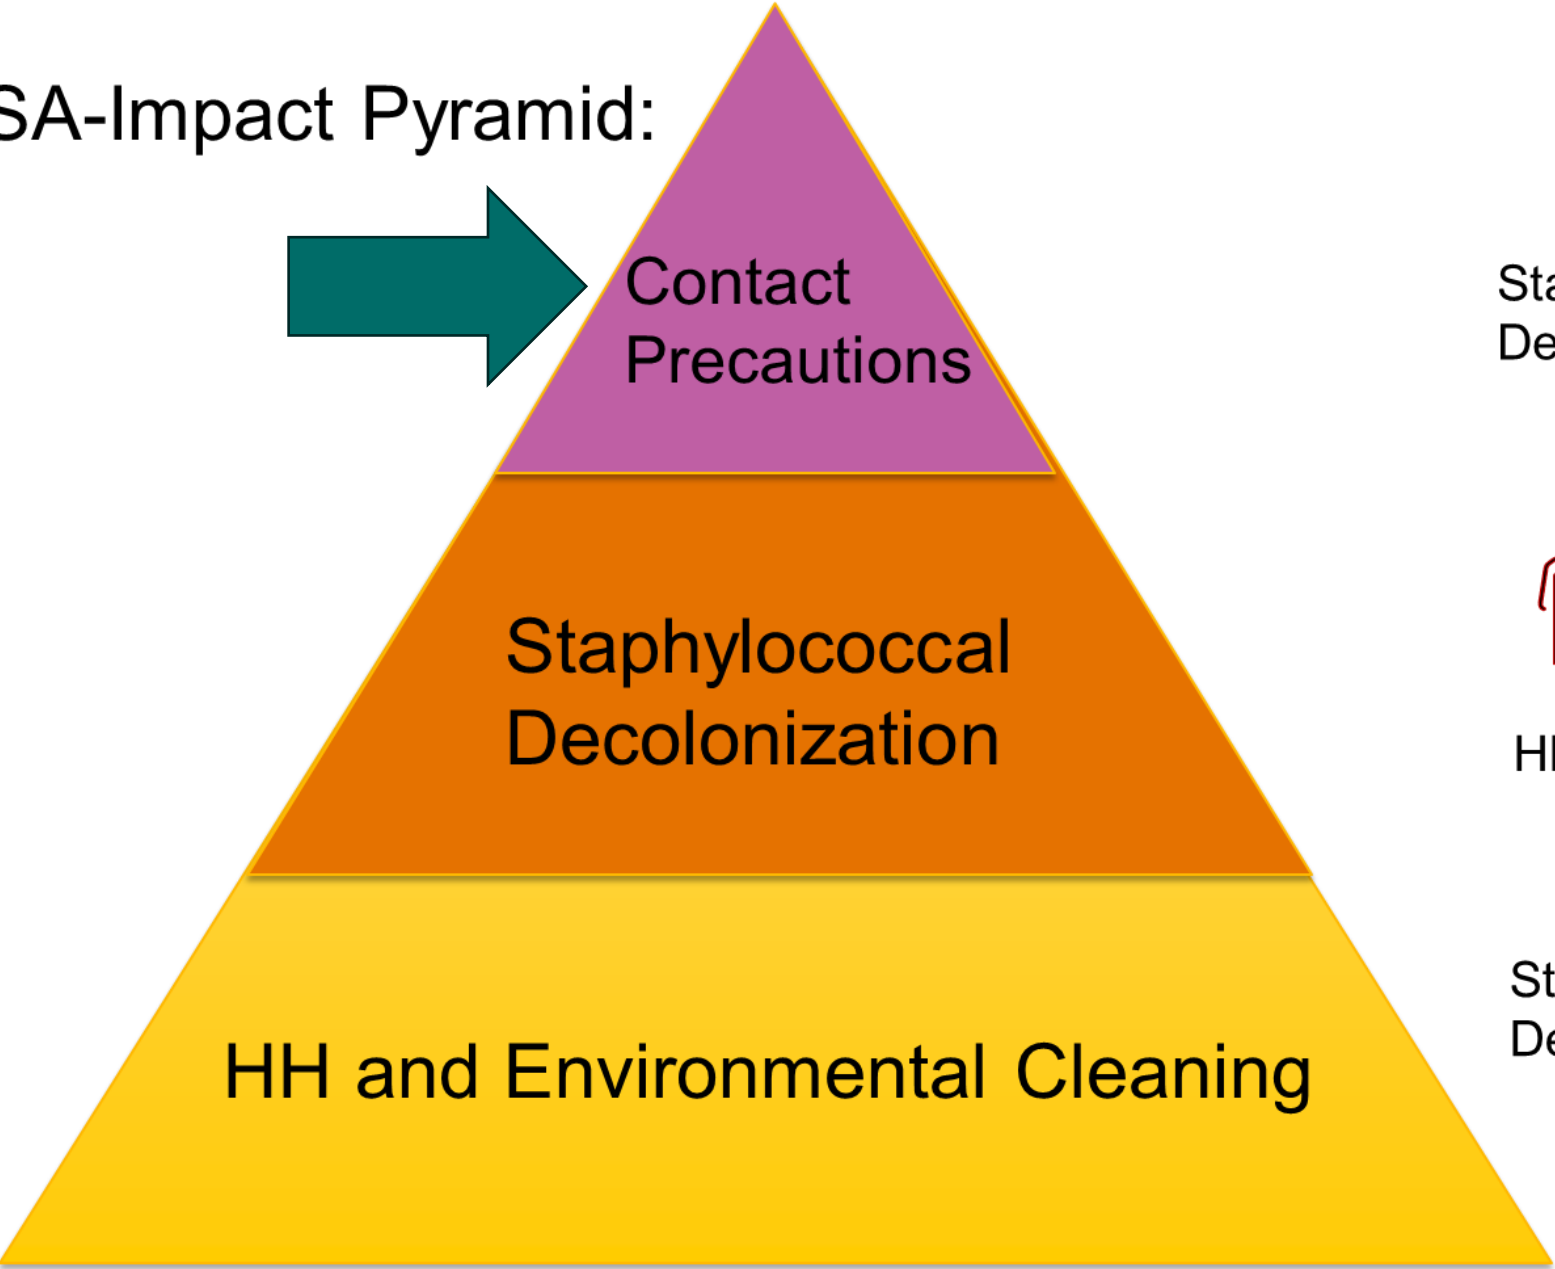 SA-Impact Pyramid:
Contact
Precautions
Staphylococcal
Decolonization
HH and Environmental Cleaning